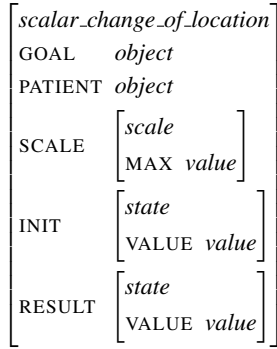 scalar_change_of_location
GOAL object
PATIENT object
scale
SCALE
MAX value
state
INIT
VALUE value
state
RESULT
VALUE value